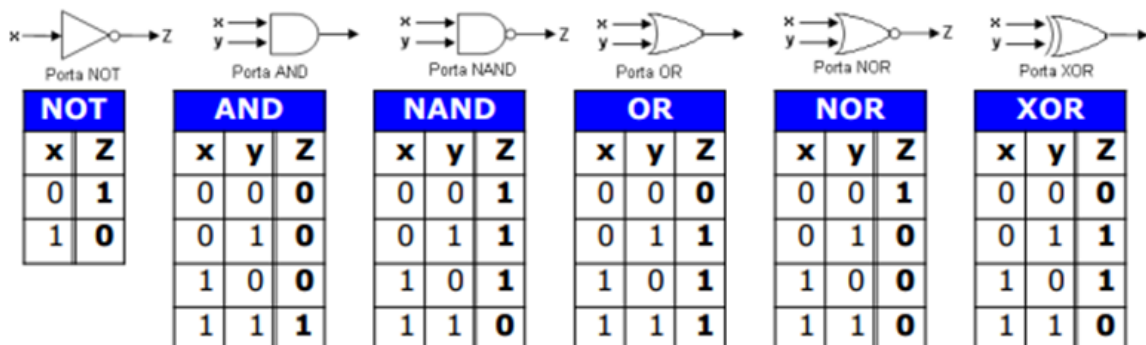 x Z x y x y Z x y x y Z x y
Porta NOT Porta AND Porta NAND Porta OR Porta NOR Porta XOR
NOT AND NAND OR NOR XOR
x Z x y Z x y Z x y Z x y Z x y Z
0 1 0 0 0 0 0 1 0 0 0 0 0 1 0 0 0
1 0 0 1 0 0 1 1 0 1 1 0 1 0 0 1 1
1 0 0 1 0 1 1 0 1 1 0 0 1 0 1
1 1 1 1 1 0 1 1 1 1 1 0 1 1 0